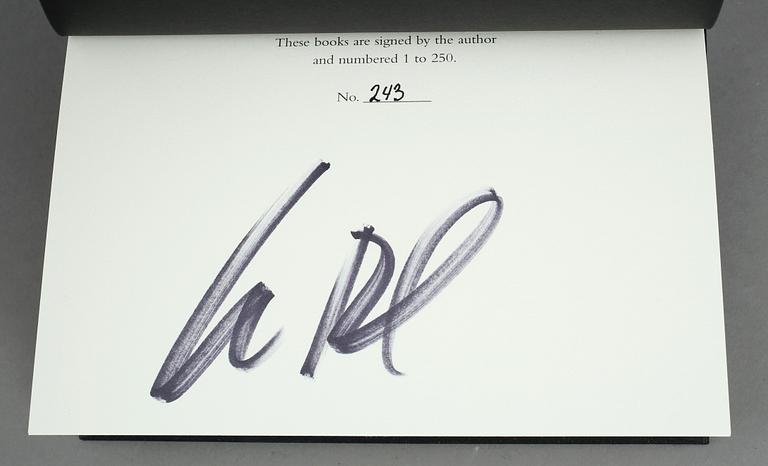 These books are signed by the author
and numbered 1 to 250.
No. 243